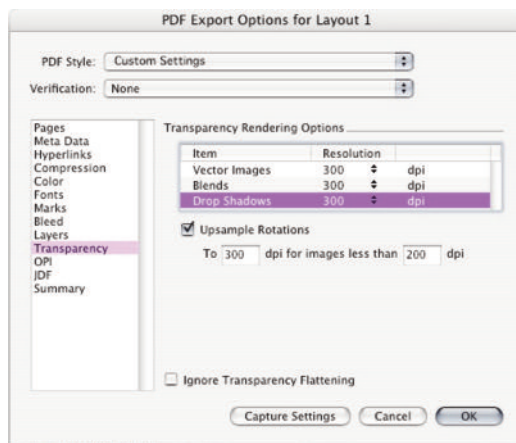 PDF Export Options for Layout 1
PDF Style: Custom Settings
Verification: None
Pages
Meta Data
Hyperlinks
Compression
Color
Fonts
Marks
Bleed
Layers
Transparency
OPI
JDF
Summary
Transparency Rendering Options
Item Resolution
Vector Images 300 dpi
Blends 300 dpi
Drop Shadows 300 dpi
Upsample Rotations
To 300 dpi for images less than 200 dpi
Ignore Transparency Flattening
Capture Settings Cancel OK